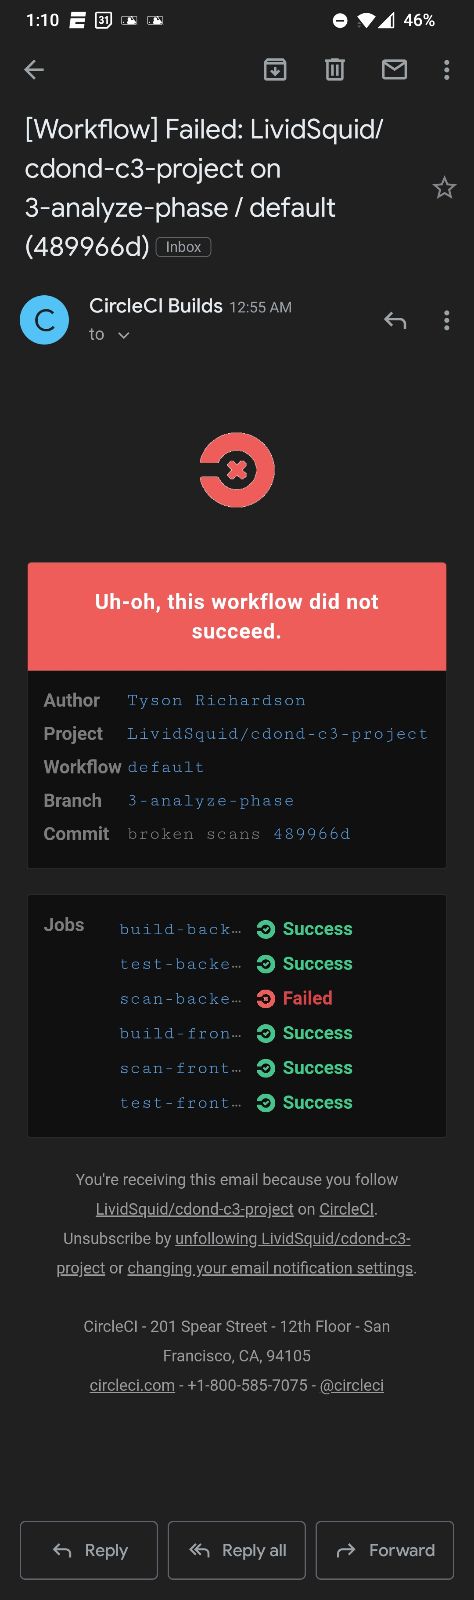 1:10 31 46%
[Workflow] Failed: LividSquid/
cdond-c3-project on
3-analyze-phase / default
(489966d) Inbox
C
CircleCI Builds 12:55 AM
to
Uh-oh, this workflow did not
succeed.
Author Tyson Richardson
Project LividSquid/cdond-c3-project
Workflow default
Branch 3-analyze-phase
Commit broken scans 489966d
Jobs build-back… Success
test-backe… Success
scan-backe… Failed
build-fron… Success
scan-front… Success
test-front… Success
You're receiving this email because you follow
LividSquid/cdond-c3-project on CircleCI.
Unsubscribe by unfollowing LividSquid/cdond-c3-
project or changing your email notification settings.
CircleCI - 201 Spear Street - 12th Floor - San
Francisco, CA, 94105
circleci.com - +1-800-585-7075 - @circleci
Reply Reply all Forward